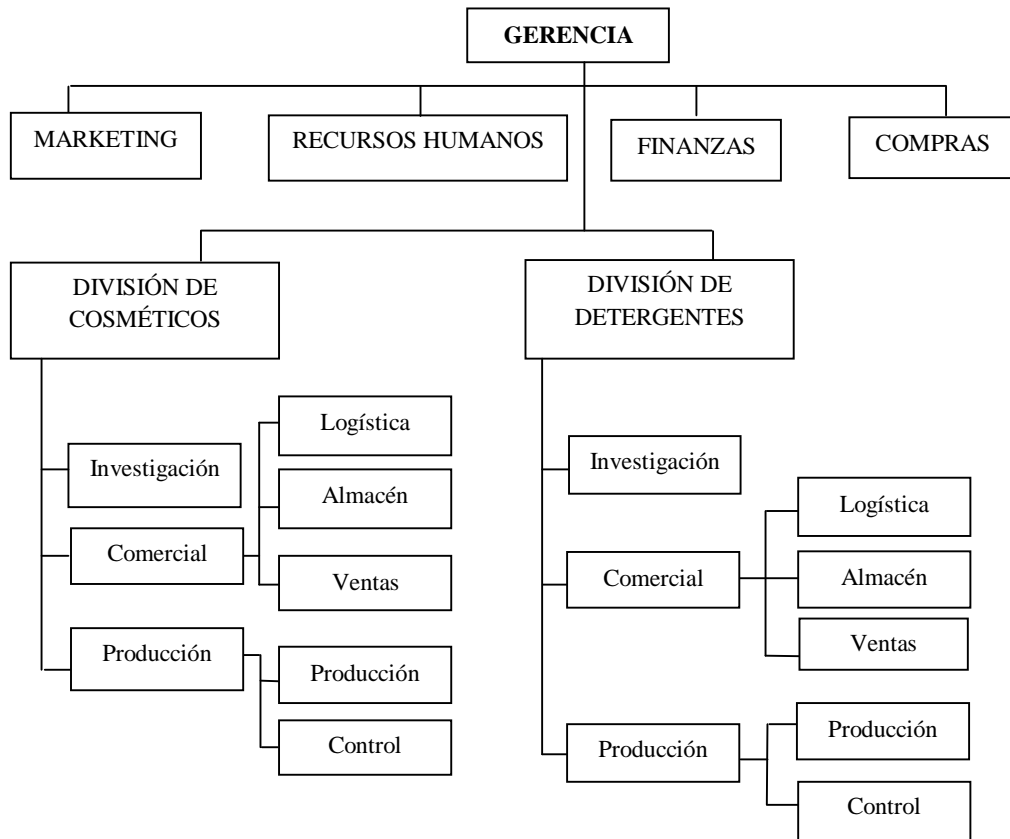 GERENCIA
MARKETING
RECURSOS HUMANOS
FINANZAS
COMPRAS
DIVISIÓN DE
COSMÉTICOS
DIVISIÓN DE
DETERGENTES
Logística
Investigación
Almacén
Comercial
Ventas
Producción
Producción
Control
Investigación
Logística
Comercial
Almacén
Ventas
Producción
Producción
Control